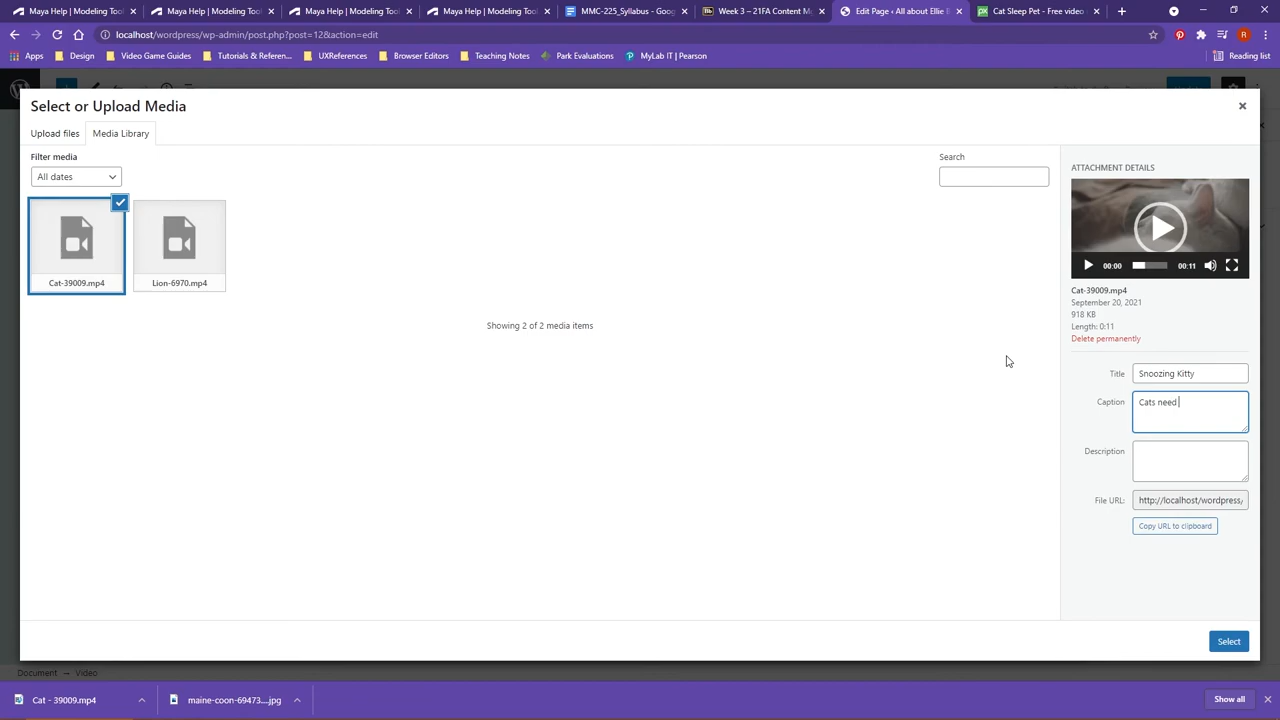 Maya Help | Modeling Tool
Maya Help | Modeling Tool
Maya Help | Modeling Tool
Maya Help | Modeling Tool
MMC-225_Syllabus - Goog
Week 3 – 21FA Content M
Edit Page ‹ All about Ellie
Cat Sleep Pet - Free video
localhost/wordpress/wp-admin/post.php?post=12&action=edit
R
Apps
Design
Video Game Guides
Tutorials & Referen...
UXReferences
Browser Editors
Teaching Notes
Park Evaluations
MyLab IT | Pearson
Reading list
Select or Upload Media
Upload files
Media Library
Filter media
All dates
Search
Cat-39009.mp4
Lion-6970.mp4
Showing 2 of 2 media items
ATTACHMENT DETAILS
00:00
00:11
Cat-39009.mp4
September 20, 2021
918 KB
Length: 0:11
Delete permanently
Title
Snoozing Kitty
Caption
Cats need
Description
File URL:
http://localhost/wordpress/
Copy URL to clipboard
Select
Document → Video
Cat - 39009.mp4
maine-coon-69473....jpg
Show all